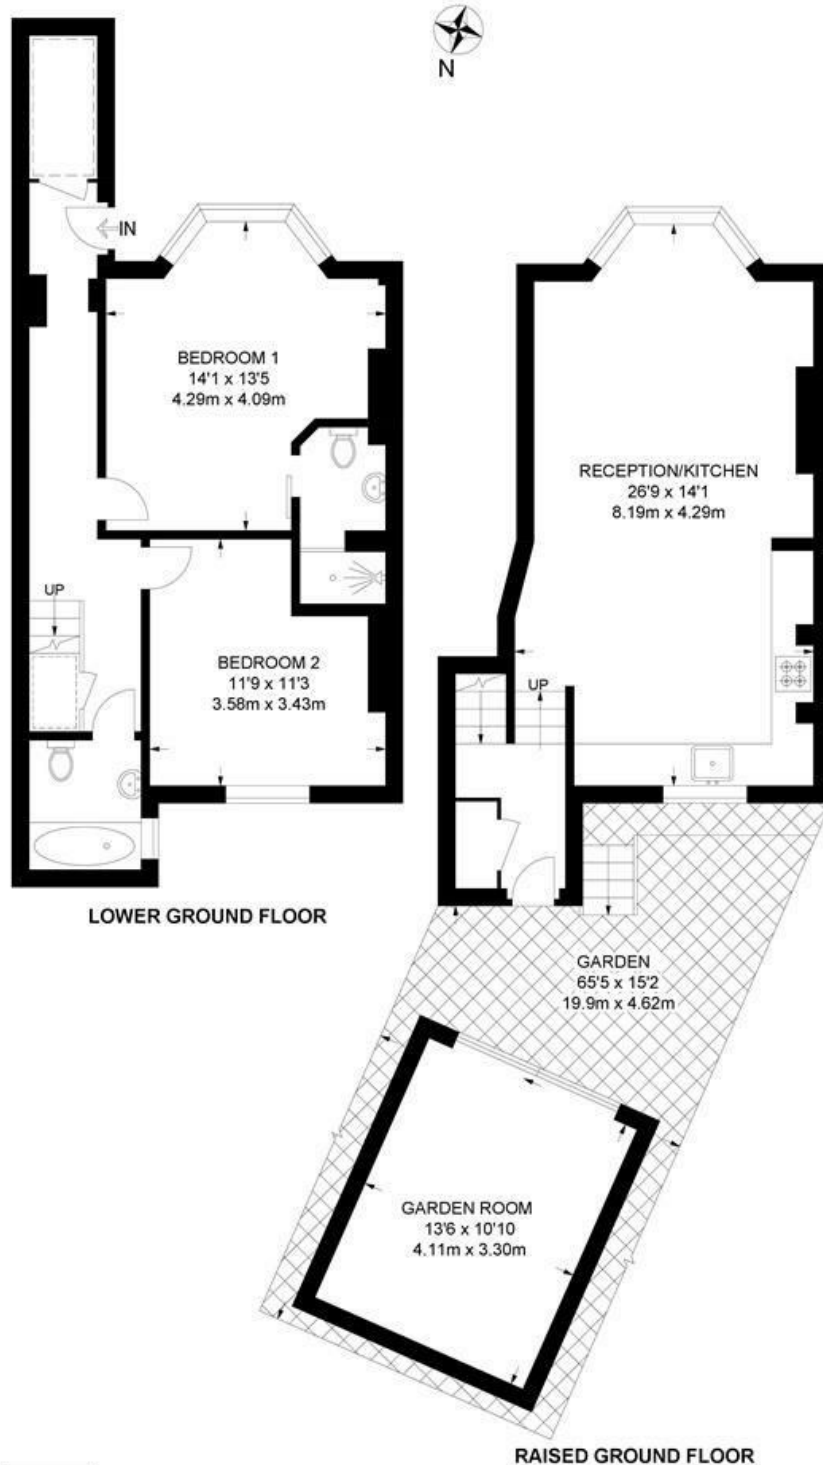 N
IN
BEDROOM 1
14'1 x 13'5
4.29m x 4.09m
UP
BEDROOM 2
11'9 x 11'3
3.58m x 3.43m
LOWER GROUND FLOOR
RECEPTION/KITCHEN
26'9 x 14'1
8.19m x 4.29m
UP
GARDEN
65'5 x 15'2
19.9m x 4.62m
GARDEN ROOM
13'6 x 10'10
4.11m x 3.30m
RAISED GROUND FLOOR